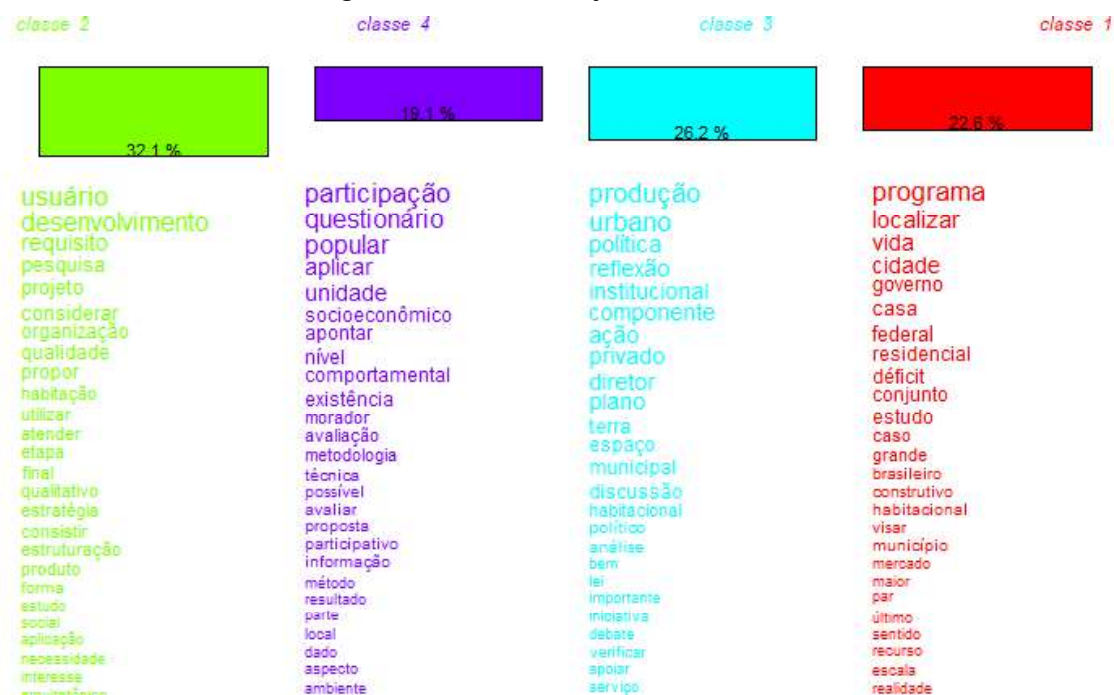 classe 2
32.1 %
usuário
desenvolvimento
requisito
pesquisa
projeto
considerar
organização
qualidade
propor
habitação
utilizar
atender
etapa
final
qualitativo
estratégia
consistir
estruturação
produto
forma
estudo
social
aplicação
necessidade
interesse
classe 4
19.1 %
participação
questionário
popular
aplicar
unidade
socioeconômico
apontar
nível
comportamental
existência
morador
avaliação
metodologia
técnica
possível
avaliar
proposta
participativo
informação
método
resultado
parte
local
dado
aspecto
ambiente
classe 3
26.2 %
produção
urbano
política
reflexão
institucional
componente
ação
privado
diretor
plano
terra
espaço
municipal
discussão
habitacional
político
análise
bem
lei
importante
iniciativa
debate
verificar
apoiar
serviço
classe 1
22.6 %
programa
localizar
vida
cidade
governo
casa
federal
residencial
déficit
conjunto
estudo
caso
grande
brasileiro
construtivo
habitacional
visar
município
mercado
maior
par
último
sentido
recurso
escala
realidade